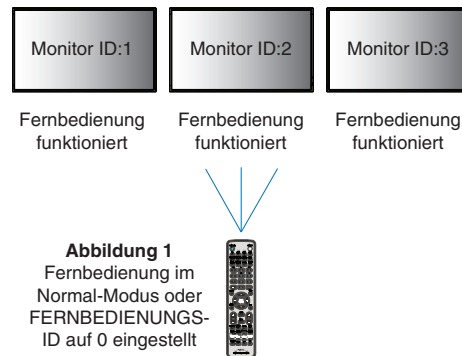 Monitor ID:1
Monitor ID:2
Monitor ID:3
Fernbedienung
funktioniert
Fernbedienung
funktioniert
Fernbedienung
funktioniert
Abbildung 1
Fernbedienung im
Normal-Modus oder
FERNBEDIENUNGS-
ID auf 0 eingestellt